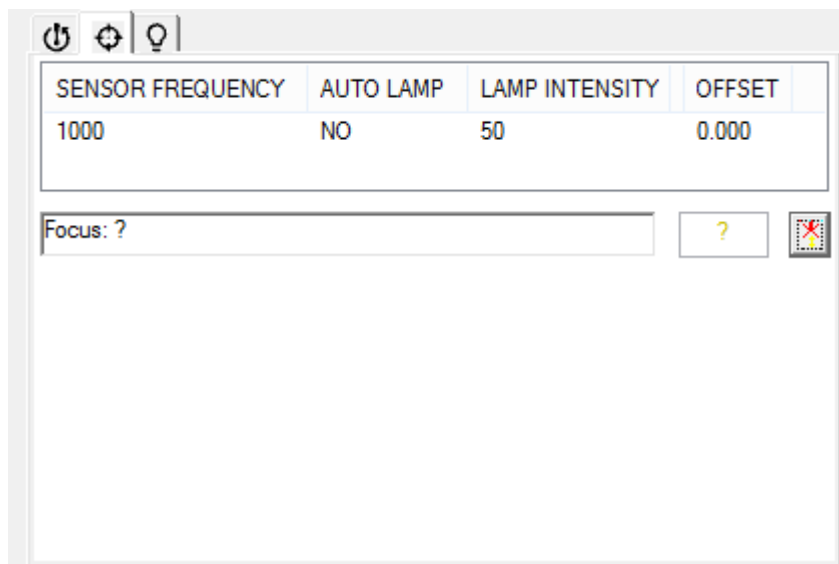 SENSOR FREQUENCY AUTO LAMP LAMP INTENSITY OFFSET
1000 NO 50 0.000
Focus: ? ?